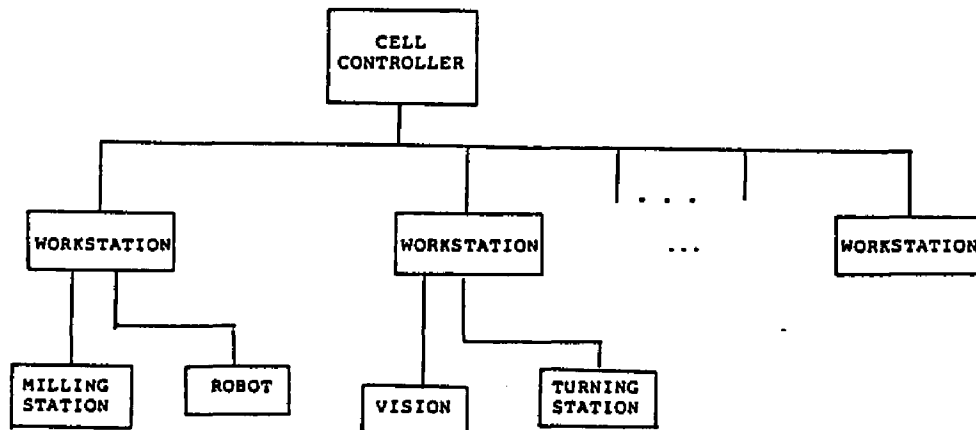 CELL
CONTROLLER
. . .
WORKSTATION
WORKSTATION
...
WORKSTATION
MILLING
STATION
ROBOT
VISION
TURNING
STATION